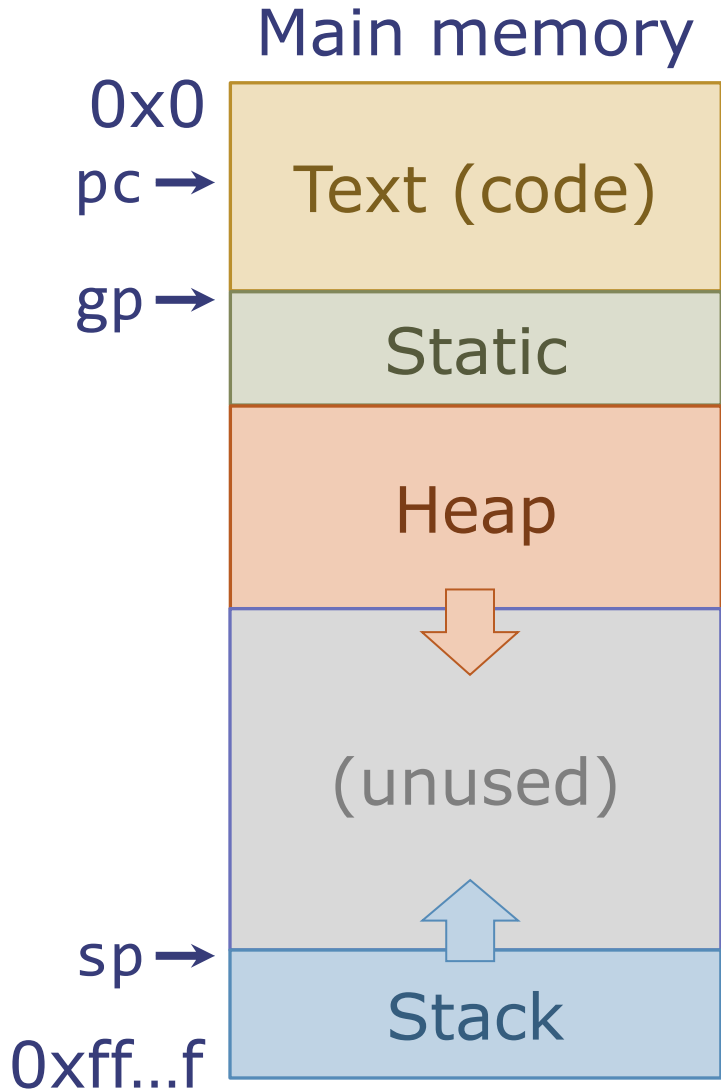 Main memory
0x0
pc
Text (code)
gp
Static
Heap
(unused)
sp
Stack
0xff...f